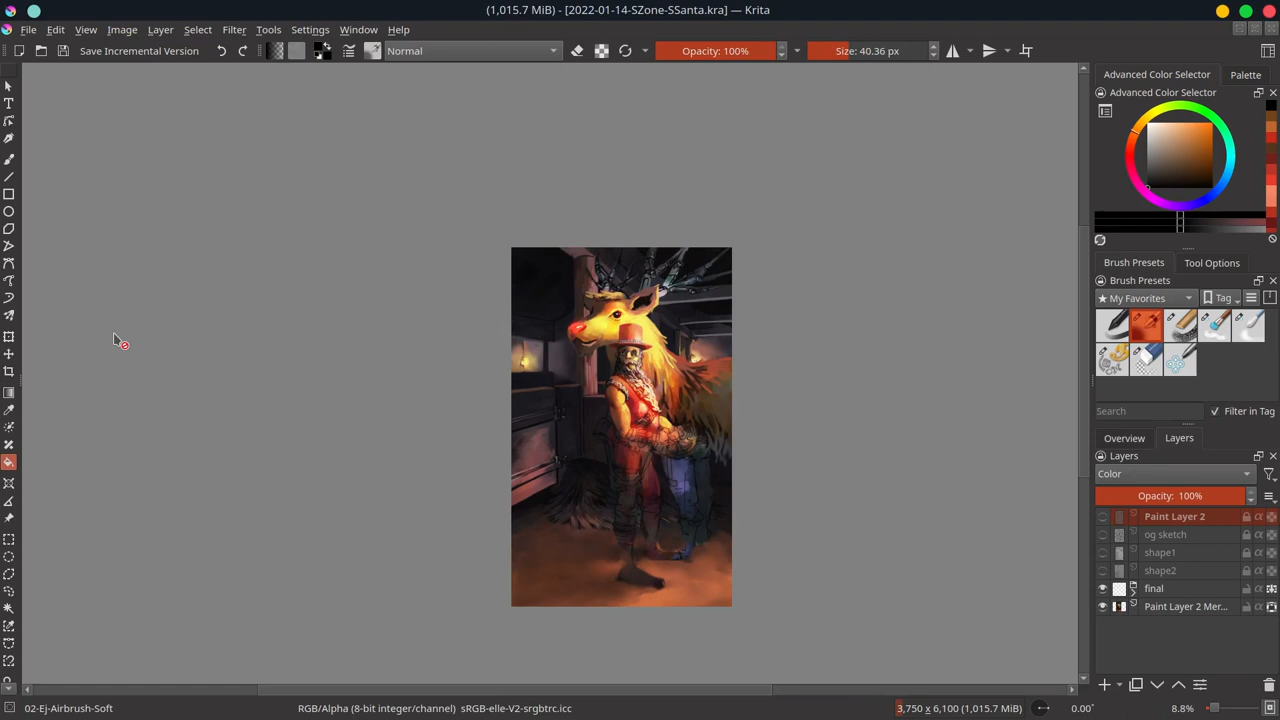 (1,015.7 MiB) - [2022-01-14-SZone-SSanta.kra] — Krita
File Edit View Image Layer Select Filter Tools Settings Window Help
Save Incremental Version Normal Opacity: 100% Size: 40.36 px
Advanced Color Selector Palette
Advanced Color Selector
Brush Presets Tool Options
Brush Presets
★ My Favorites Tag
Search Filter in Tag
Overview Layers
Layers
Color
Opacity: 100%
Paint Layer 2
og sketch
shape1
shape2
final
Paint Layer 2 Mer...
02-Ej-Airbrush-Soft RGB/Alpha (8-bit integer/channel) sRGB-elle-V2-srgbtrc.icc 3,750 x 6,100 (1,015.7 MiB) 0.00° 8.8%